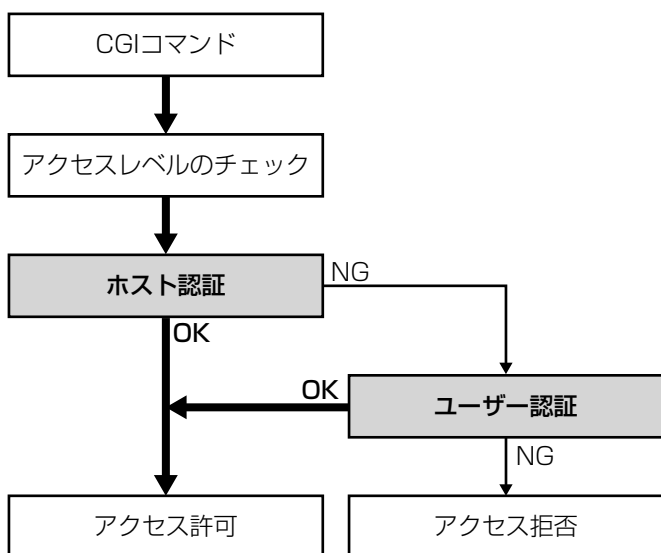 CGIコマンド
アクセスレベルのチェック
ホスト認証
NG
OK
OK
ユーザー認証
NG
アクセス許可
アクセス拒否